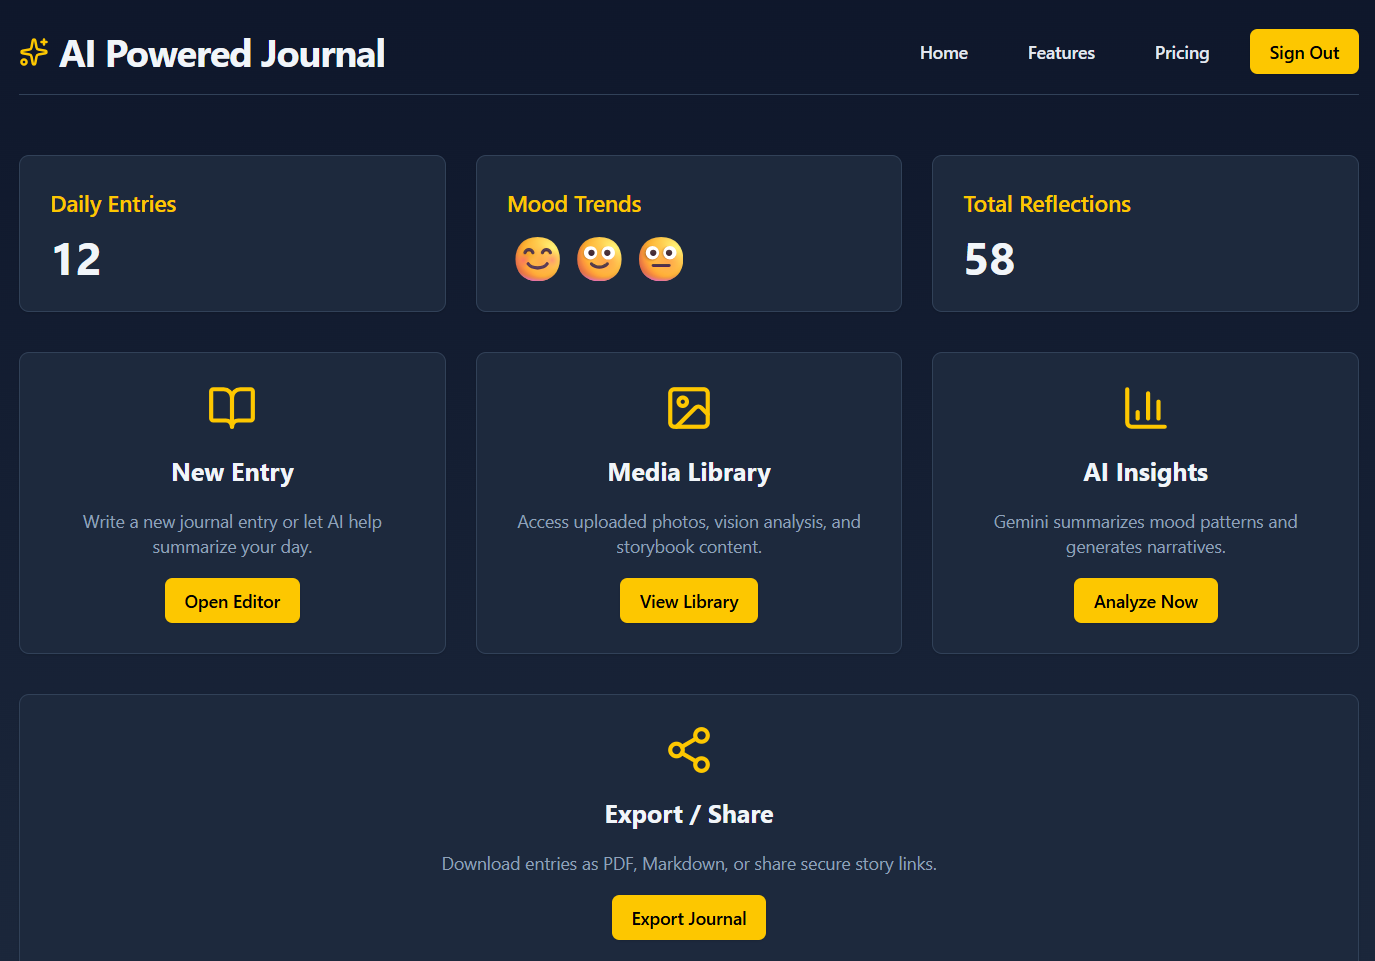 AI Powered Journal
Home
Features
Pricing
Sign Out
Daily Entries
12
Mood Trends
Total Reflections
58
New Entry
Write a new journal entry or let AI help
summarize your day.
Open Editor
Media Library
Access uploaded photos, vision analysis, and
storybook content.
View Library
AI Insights
Gemini summarizes mood patterns and
generates narratives.
Analyze Now
Export / Share
Download entries as PDF, Markdown, or share secure story links.
Export Journal